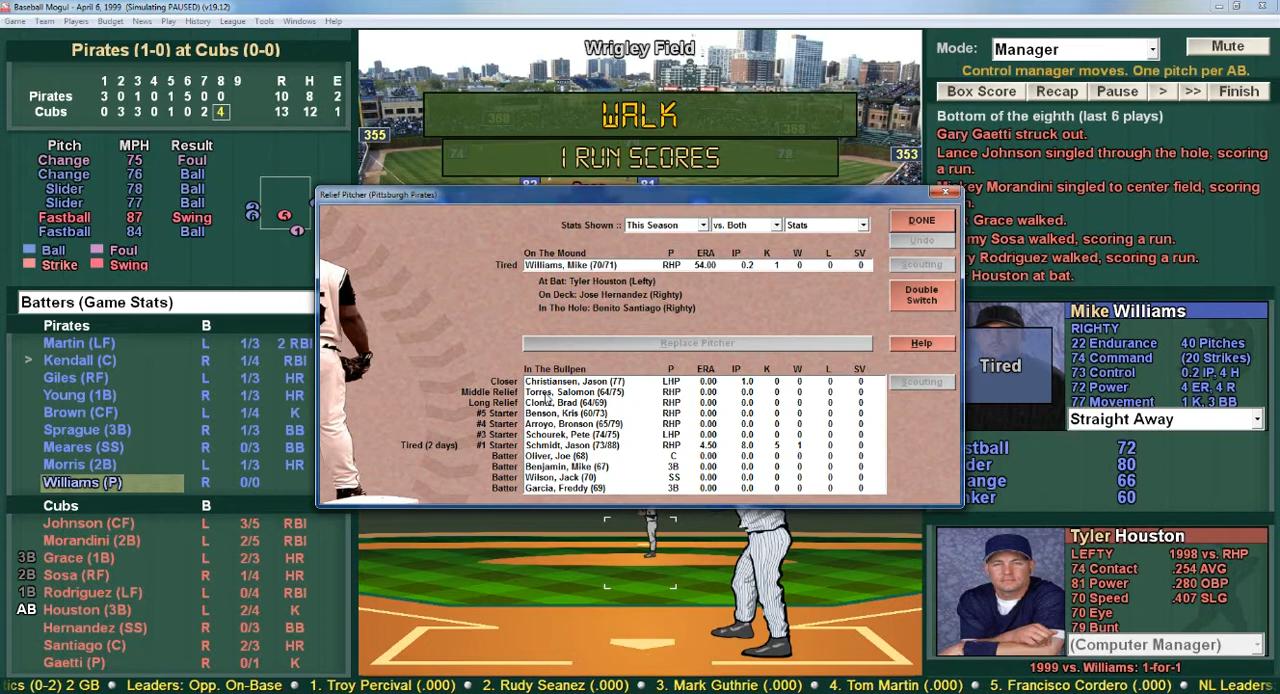 Baseball Mogul - April 6, 1999 (Simulating PAUSED) (v19.12)
Game Team Players Budget News Play History League Tools Windows Help
Pirates (1-0) at Cubs (0-0)
1 2 3 4 5 6 7 8 9 R H E
Pirates 3 0 1 0 1 5 0 0 10 8 2
Cubs 0 3 3 0 1 0 2 4 13 12 1
Pitch MPH Result
Change 75 Foul
Change 76 Ball
Slider 78 Ball
Slider 77 Ball
Fastball 87 Swing
Fastball 84 Ball
Ball Foul
Strike Swing
Batters (Game Stats)
Pirates B
Martin (LF) L 1/3 2 RBI
> Kendall (C) R 1/4 RBI
Giles (RF) L 1/3 HR
Young (1B) R 1/3 HR
Brown (CF) L 1/4 K
Sprague (3B) R 1/3 HR
Meares (SS) R 0/3 BB
Morris (2B) L 1/3 HR
Williams (P) R 0/0
Cubs B
Johnson (CF) L 3/5 RBI
Morandini (2B) L 2/5 RBI
3B Grace (1B) L 2/3 HR
2B Sosa (RF) R 1/4 HR
1B Rodriguez (LF) L 0/4 HR
AB Houston (3B) L 2/4 K
Hernandez (SS) R 0/3 BB
Santiago (C) R 2/3 HR
Gaetti (P) R 0/1 K
Wrigley Field
WALK
1 RUN SCORES
355
353
368
Relief Pitcher (Pittsburgh Pirates)
Stats Shown :: This Season vs. Both Stats
DONE
Undo
On The Mound P ERA IP K W L SV
Tired Williams, Mike (70/71) RHP 54.00 0.2 1 0 0 0
Scouting
At Bat: Tyler Houston (Lefty)
On Deck: Jose Hernandez (Righty)
In The Hole: Benito Santiago (Righty)
Double Switch
Replace Pitcher
Help
In The Bullpen P ERA IP K W L SV
Closer Christiansen, Jason (77) LHP 0.00 1.0 0 0 0 0
Scouting
Middle Relief Torres, Salomon (64/75) RHP 0.00 0 0 0 0 0
Long Relief Clontz, Brad (64/69) RHP 0.00 0 0 0 0 0
#5 Starter Benson, Kris (60/73) RHP 0.00 0 0 0 0 0
#4 Starter Arroyo, Bronson (65/79) RHP 0.00 0 0 0 0 0
#3 Starter Schourek, Pete (74/75) LHP 0.00 0 0 0 0 0
Tired (2 days) #1 Starter Schmidt, Jason (73/88) RHP 4.50 8.0 5 1 0 0
Batter Oliver, Joe (68) C 0.00 0 0 0 0 0
Batter Benjamin, Mike (67) 3B 0.00 0 0 0 0 0
Batter Wilson, Jack (70) SS 0.00 0 0 0 0 0
Batter Garcia, Freddy (69) 3B 0.00 0 0 0 0 0
Mode: Manager Mute
Control manager moves. One pitch per AB.
Box Score Recap Pause > >> Finish
Bottom of the eighth (last 6 plays)
Gary Gaetti struck out.
Lance Johnson singled through the hole, scoring
a run.
key Morandini singled to center field, scoring
n.
k Grace walked.
my Sosa walked, scoring a run.
ry Rodriguez walked, scoring a run.
r Houston at bat.
Mike Williams
RIGHTY
22 Endurance 40 Pitches
74 Command (20 Strikes)
73 Control 0.2 IP, 4 H
72 Power 4 ER, 4 R
77 Movement 1 K, 3 BB
Tired
Straight Away
stball 72
der 80
ange 66
nker 60
Tyler Houston
LEFTY 1998 vs. RHP
74 Contact .254 AVG
81 Power .280 OBP
70 Speed .407 SLG
70 Eye
79 Bunt
(Computer Manager)
1999 vs. Williams: 1-for-1
tics (0-2) 2 GB • Leaders: Opp. On-Base • 1. Troy Percival (.000) • 2. Rudy Seanez (.000) • 3. Mark Guthrie (.000) • 4. Tom Martin (.000) • 5. Francisco Cordero (.000) • NL Leaders